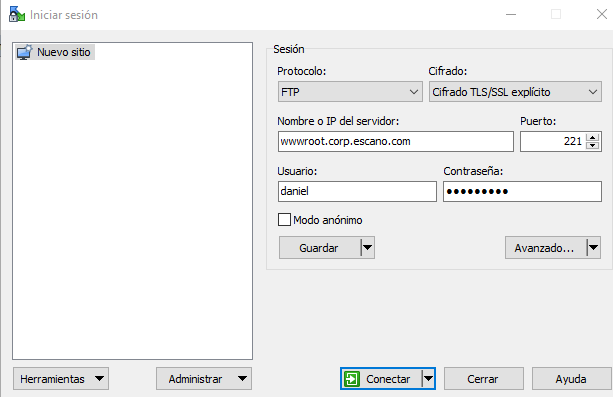 Iniciar sesión
Nuevo sitio
Sesión
Protocolo: Cifrado:
FTP Cifrado TLS/SSL explícito
Nombre o IP del servidor: Puerto:
wwwroot.corp.escano.com 221
Usuario: Contraseña:
daniel •••••••••
Modo anónimo
Guardar Avanzado...
Herramientas Administrar Conectar Cerrar Ayuda